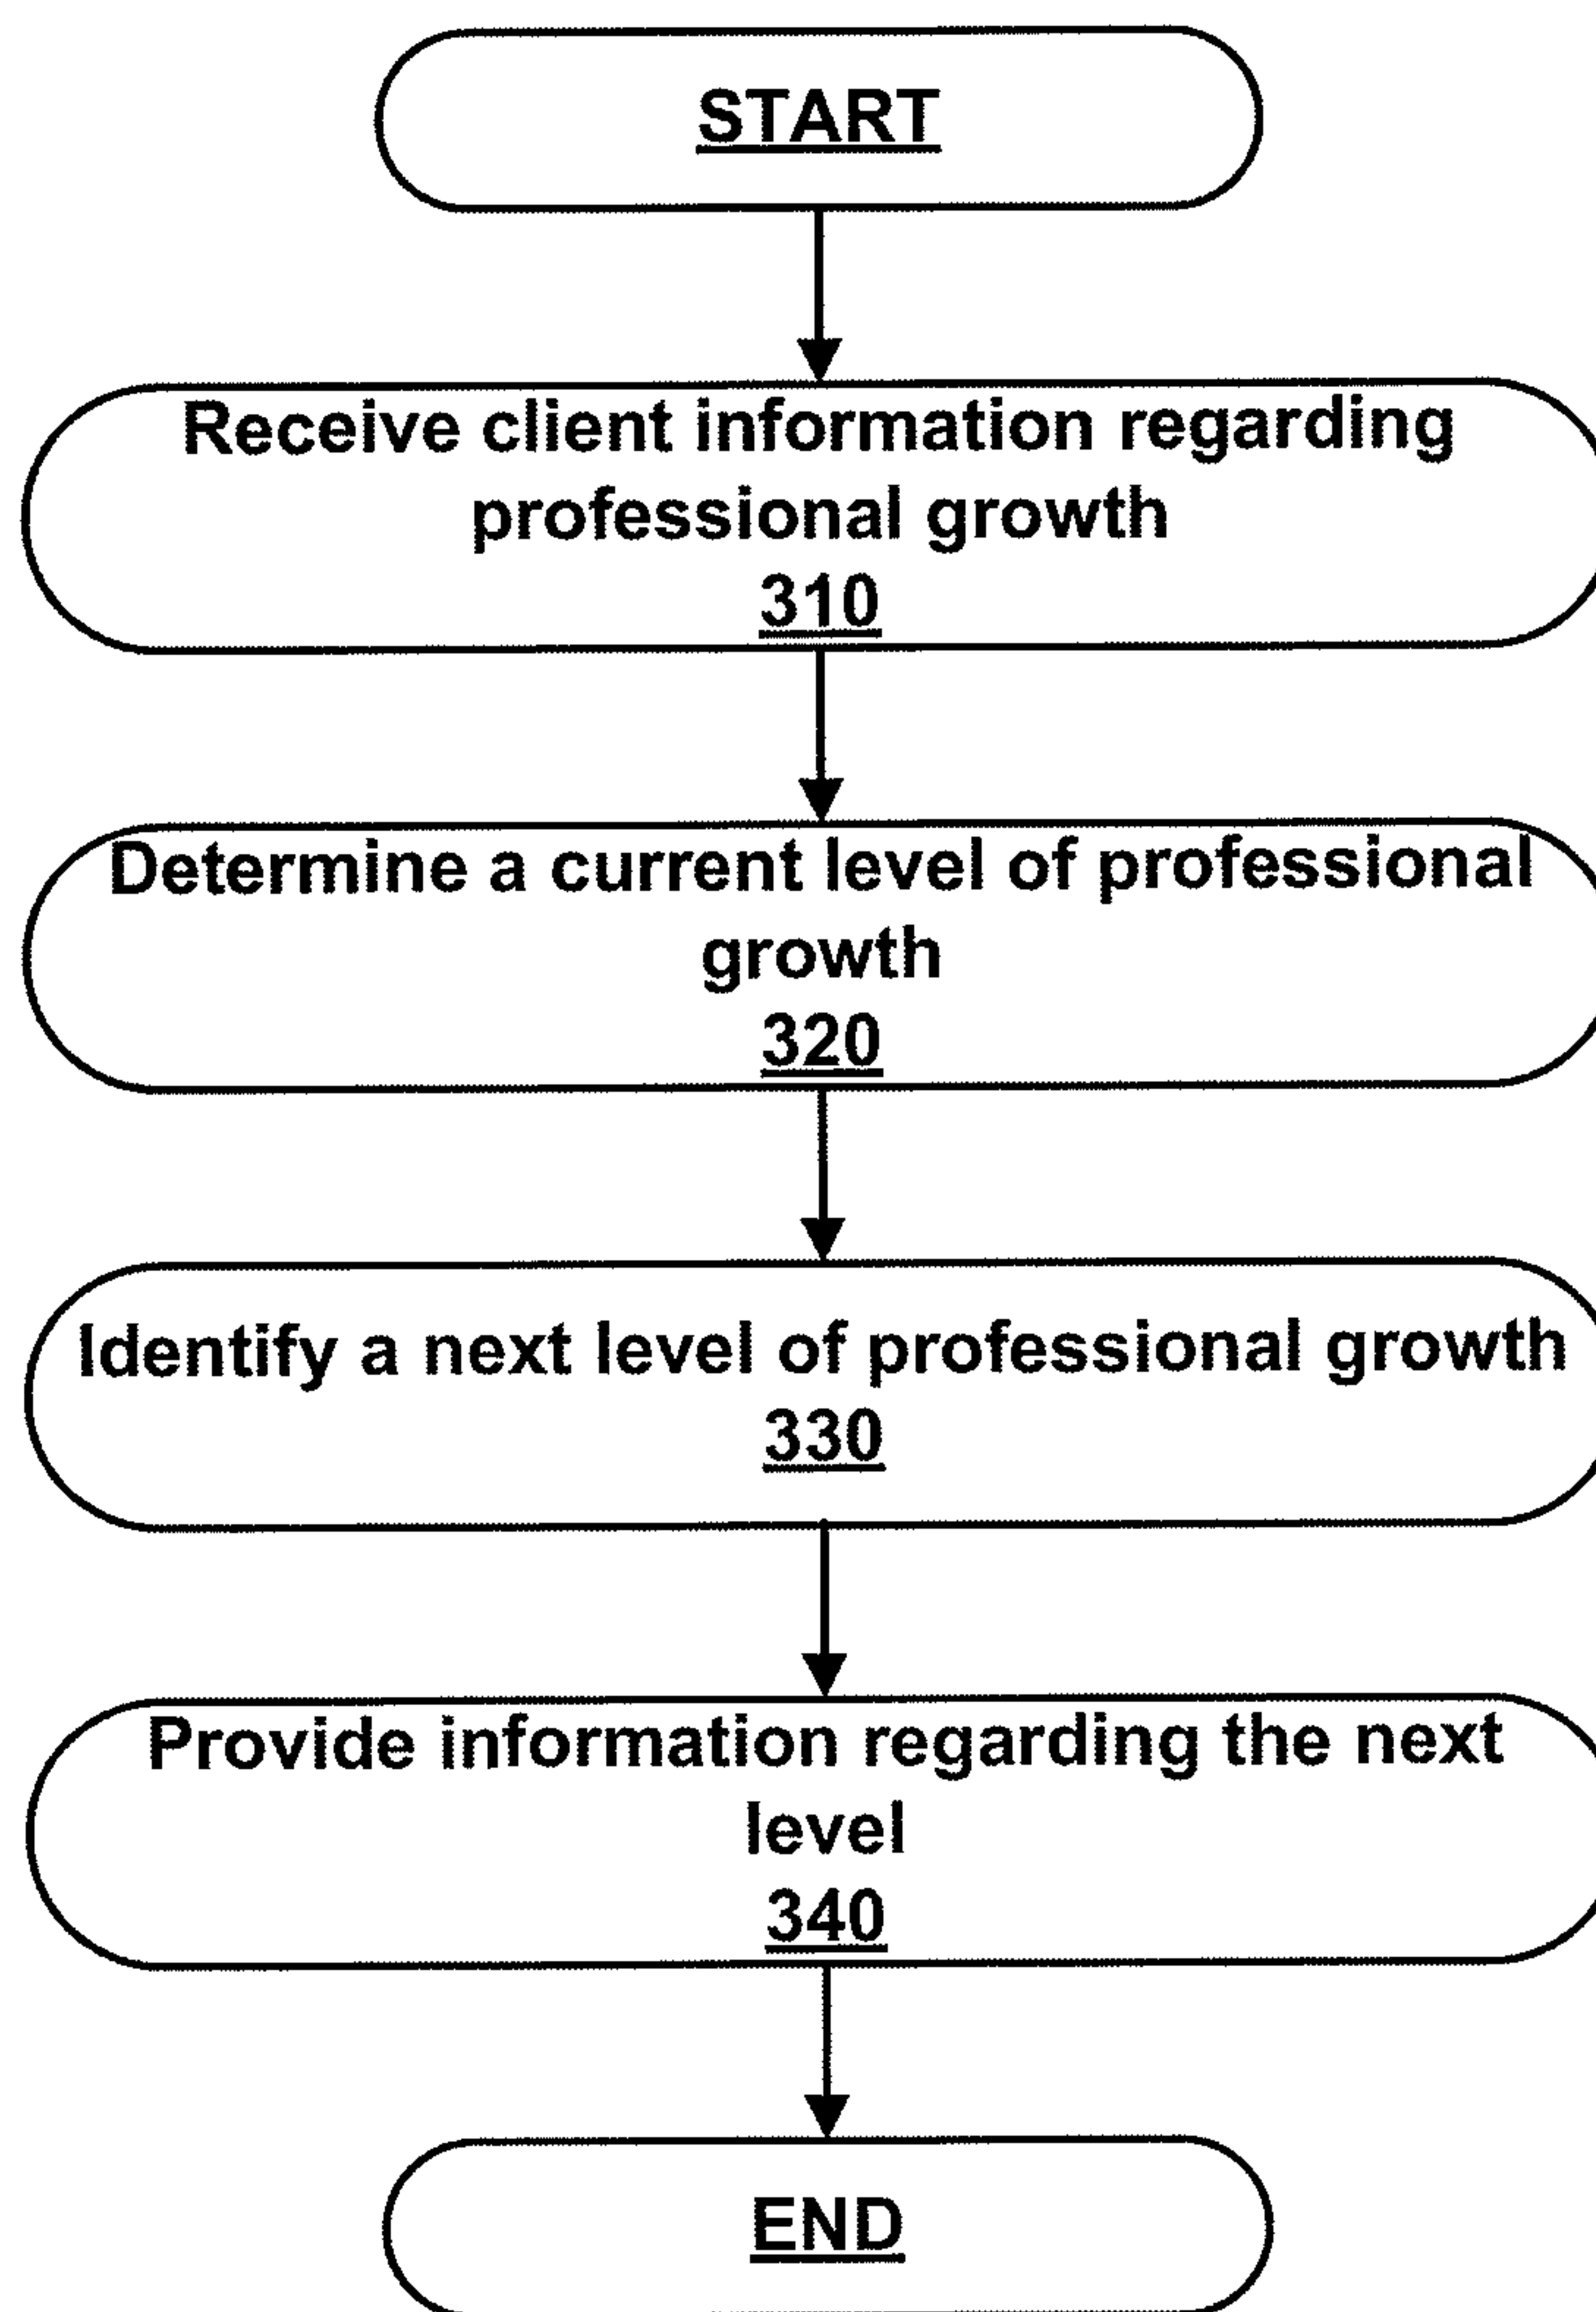 START
Receive client information regarding
professional growth
310
Determine a current level of professional
growth
320
Identify a next level of professional growth
330
Provide information regarding the next
level
340
END